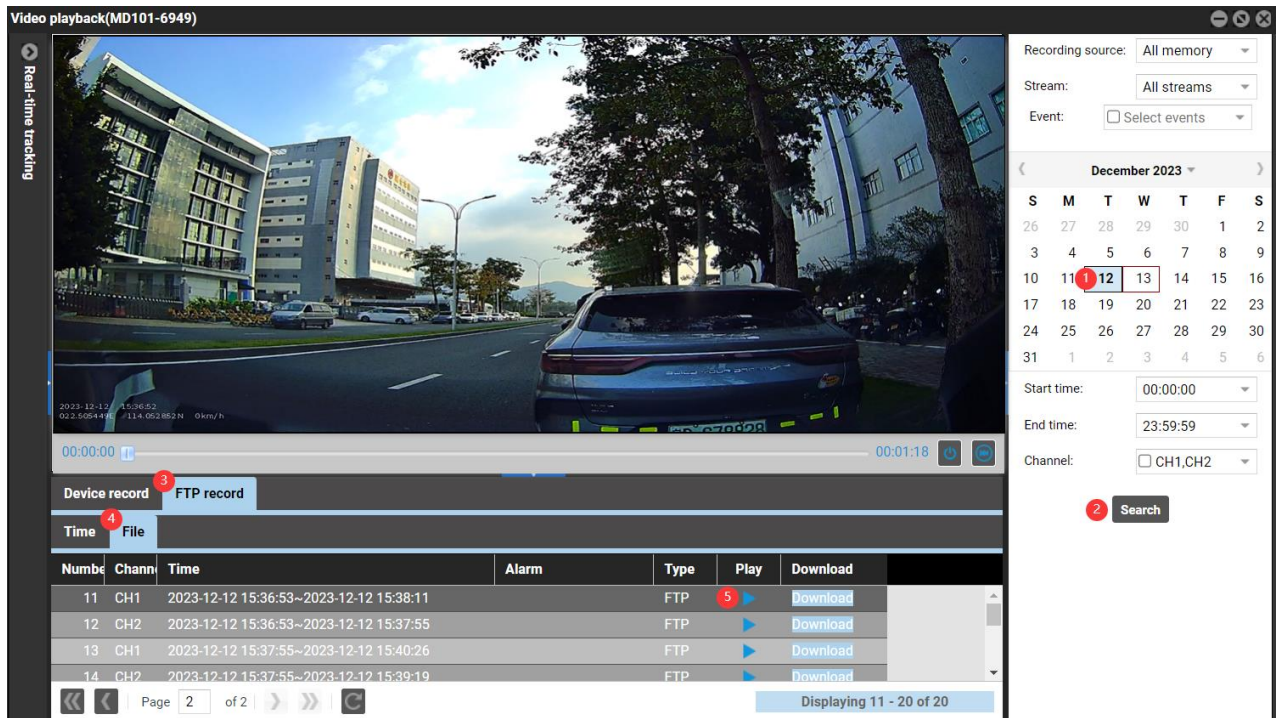 Video playback(MD101-6949)
Real-time tracking
2023-12-12 15:36:52
022.505449L /114.052852N 0km/h
00:00:00
00:01:18
3
Device record FTP record
4
Time File
Numbe Chann Time Alarm Type Play Download
11 CH1 2023-12-12 15:36:53~2023-12-12 15:38:11 FTP 5 Download
12 CH2 2023-12-12 15:36:53~2023-12-12 15:37:55 FTP Download
13 CH1 2023-12-12 15:37:55~2023-12-12 15:40:26 FTP Download
14 CH2 2023-12-12 15:37:55~2023-12-12 15:39:19 FTP Download
Page 2 of 2
Displaying 11 - 20 of 20
Recording source: All memory
Stream: All streams
Event: Select events
December 2023
S M T W T F S
26 27 28 29 30 1 2
3 4 5 6 7 8 9
10 11 1 12 13 14 15 16
17 18 19 20 21 22 23
24 25 26 27 28 29 30
31 1 2 3 4 5 6
Start time: 00:00:00
End time: 23:59:59
Channel: CH1,CH2
2 Search